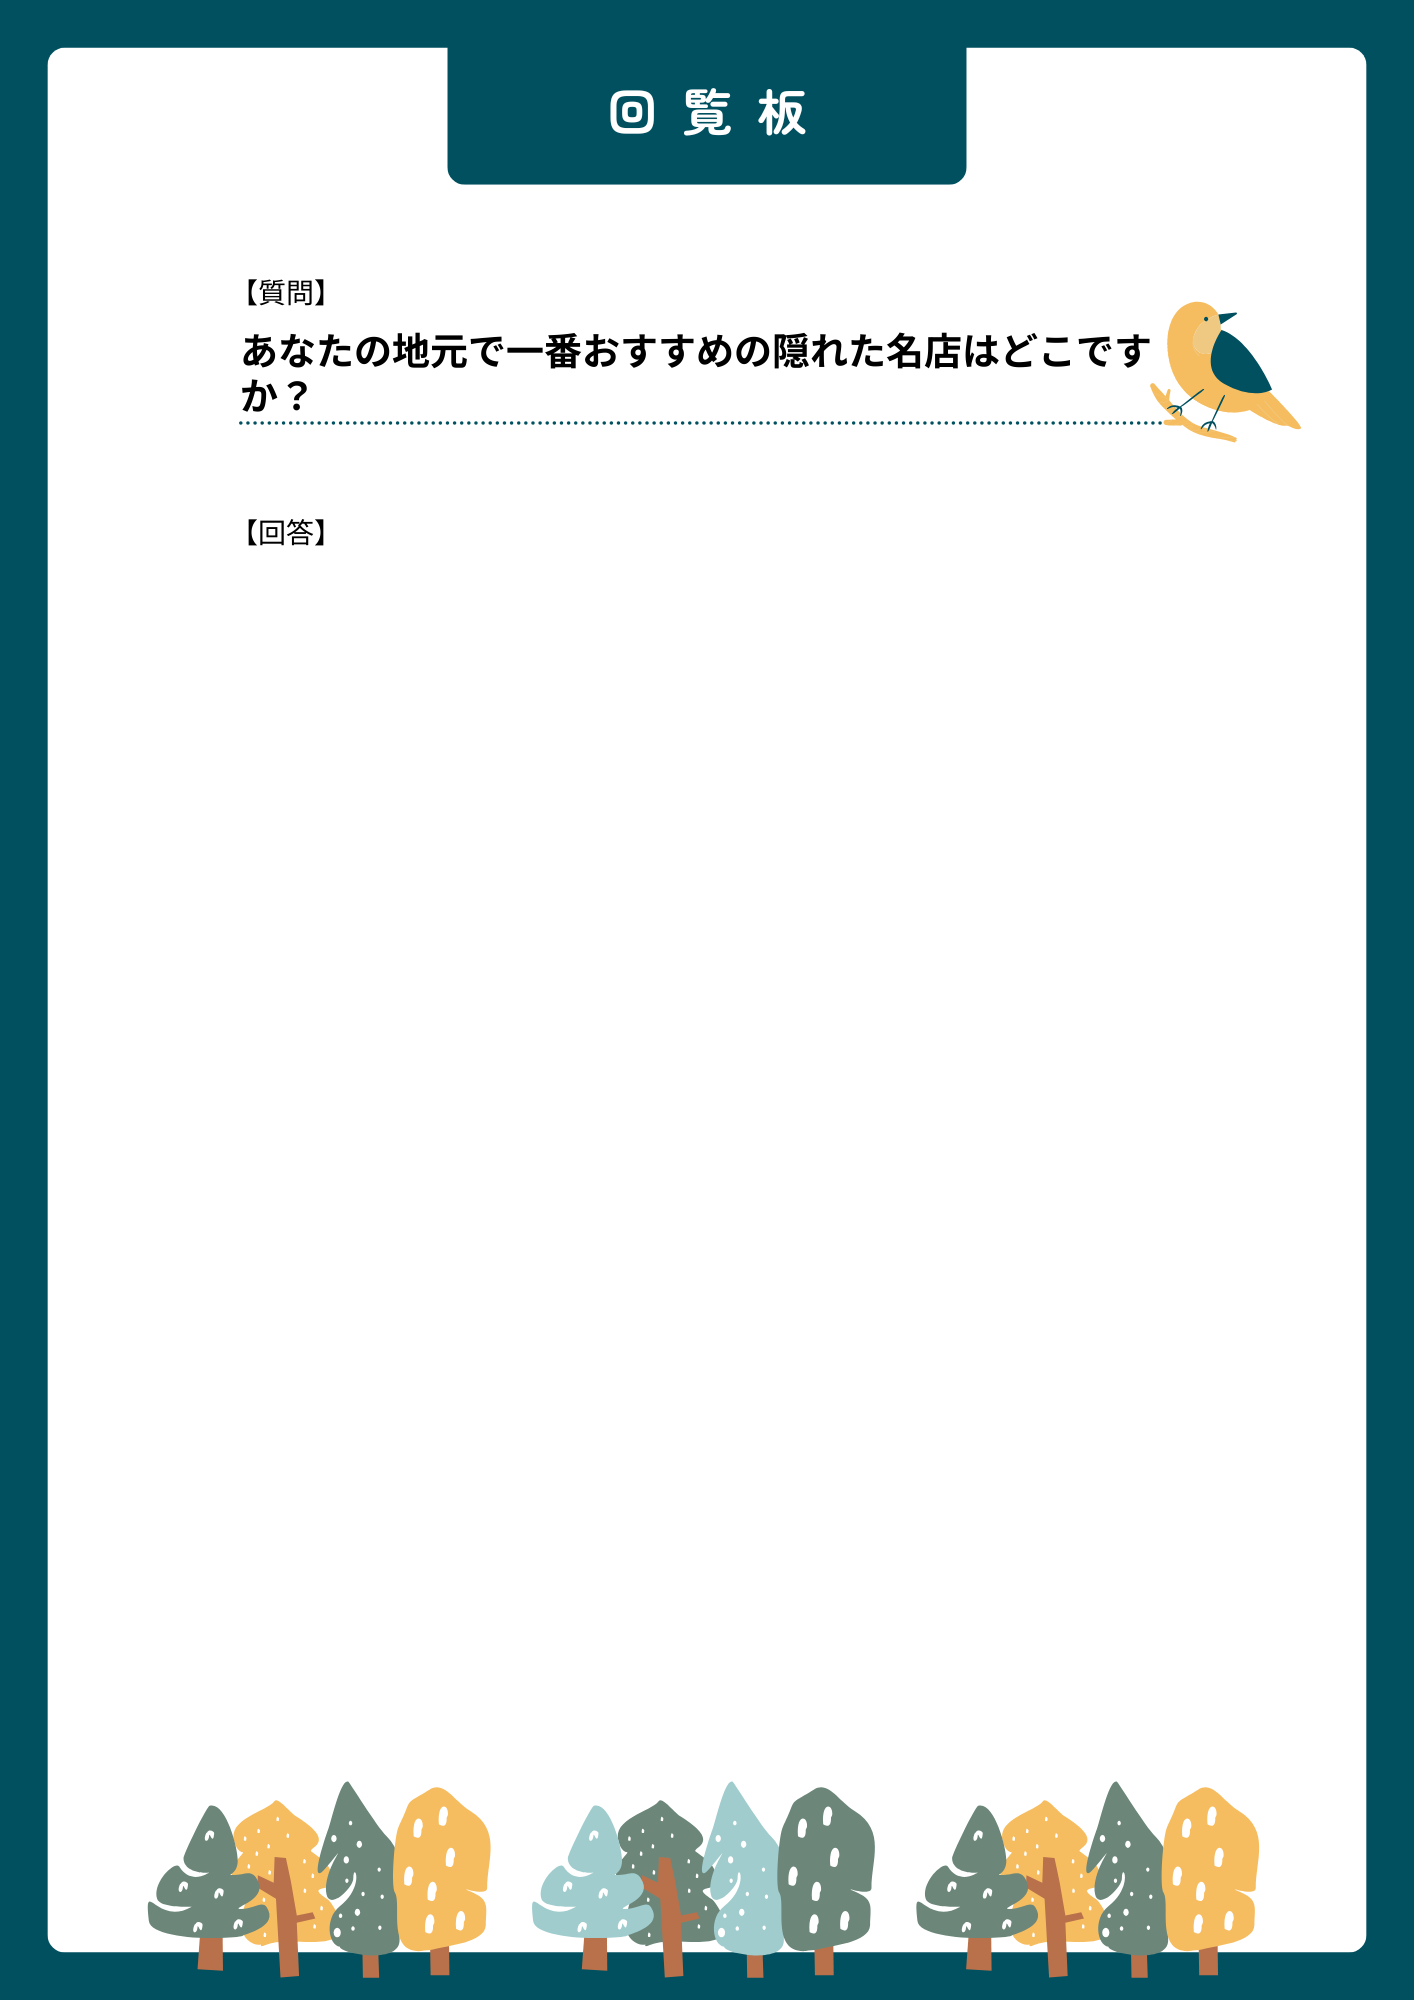 回覧板
【質問】
あなたの地元で一番おすすめの隠れた名店はどこです
か？
【回答】